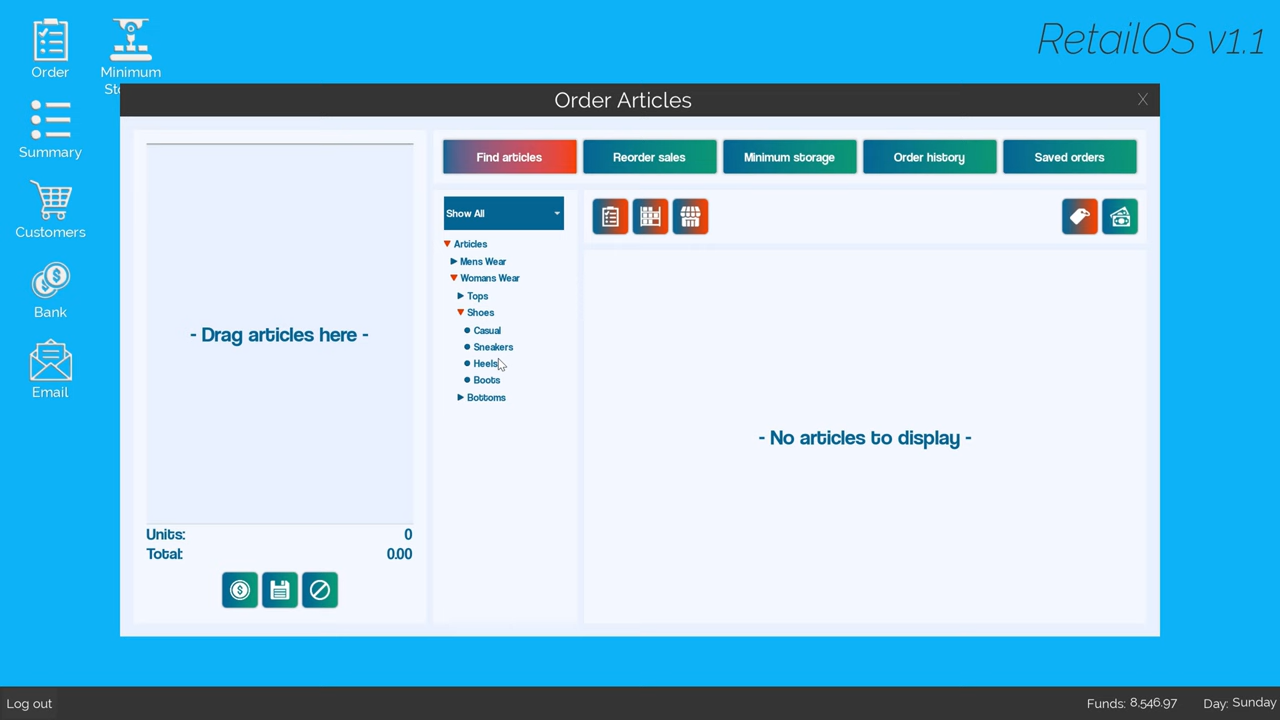 RetailOS v1.1
Order
Minimum
Summary
Customers
Bank
Email
Order Articles
X
- Drag articles here -
Units: 0
Total: 0.00
Find articles
Reorder sales
Minimum storage
Order history
Saved orders
Show All
Articles
Mens Wear
Womans Wear
Tops
Shoes
Casual
Sneakers
Heels
Boots
Bottoms
- No articles to display -
Log out
Funds: 8,546.97
Day: Sunday